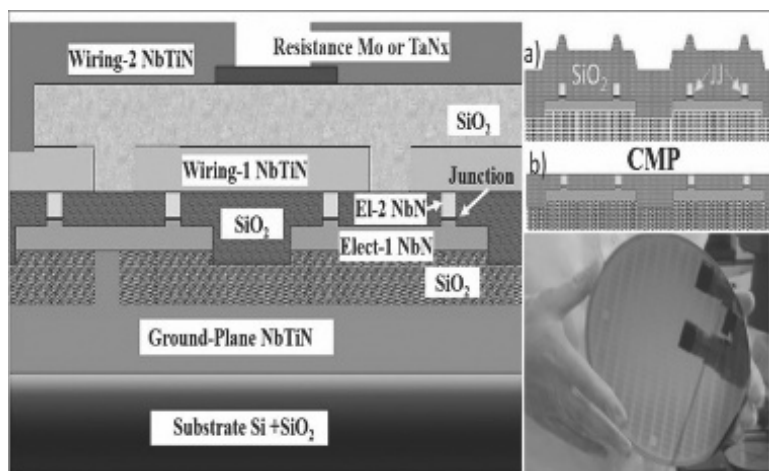 Wiring-2 NbTiN
Resistance Mo or TaNx
SiO₂
Wiring-1 NbTiN
Junction
El-2 NbN
SiO₂
Elect-1 NbN
SiO₂
Ground-Plane NbTiN
Substrate Si +SiO₂
a)
SiO₂
JJ
b)
CMP